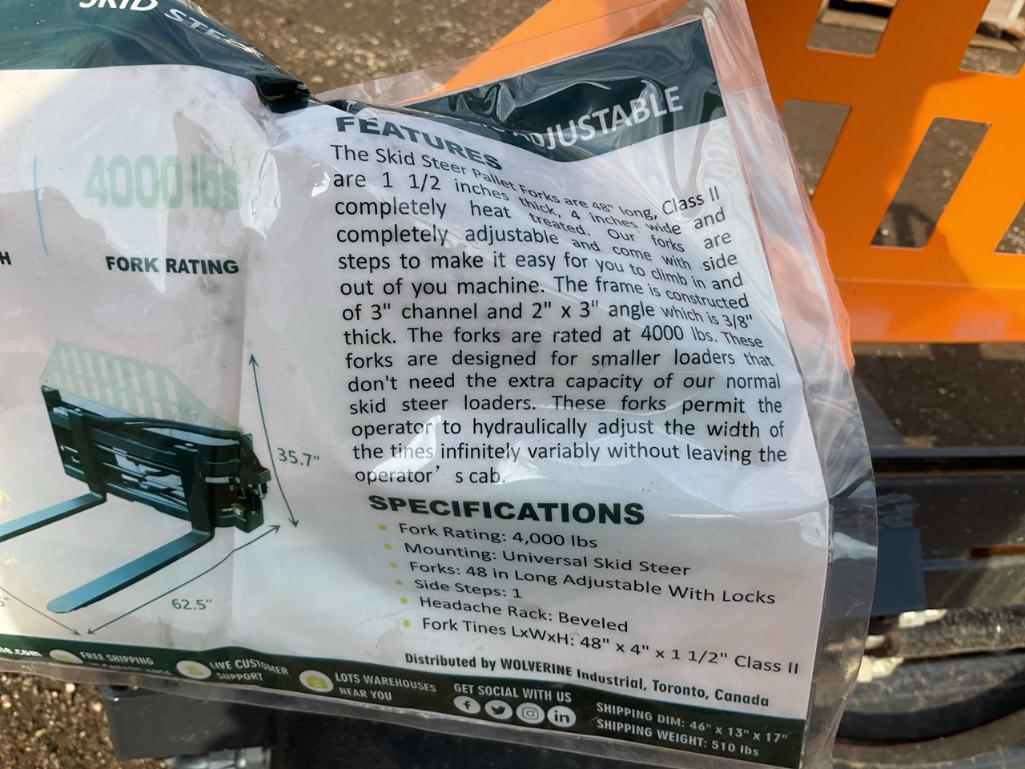 SKID STEER
ADJUSTABLE
4000 lbs
FORK RATING
35.7"
62.5"
FEATURES
The Skid Steer Pallet Forks are 48" long, Class II
are 1 1/2 inches thick, 4 inches wide and
completely heat treated. Our forks are
completely adjustable and come with side
steps to make it easy for you to climb in and
out of you machine. The frame is constructed
of 3" channel and 2" x 3" angle which is 3/8"
thick. The forks are rated at 4000 lbs. These
forks are designed for smaller loaders that
don't need the extra capacity of our normal
skid steer loaders. These forks permit the
operator to hydraulically adjust the width of
the tines infinitely variably without leaving the
operator' s cab.
SPECIFICATIONS
Fork Rating: 4,000 lbs
Mounting: Universal Skid Steer
Forks: 48 in Long Adjustable With Locks
Side Steps: 1
Headache Rack: Beveled
Fork Tines LxWxH: 48" x 4" x 1 1/2" Class II
Distributed by WOLVERINE Industrial, Toronto, Canada
FREE SHIPPING
LIVE CUSTOMER
SUPPORT
LOTS WAREHOUSES
NEAR YOU
GET SOCIAL WITH US
SHIPPING DIM: 46" x 13" x 17"
SHIPPING WEIGHT: 510 lbs